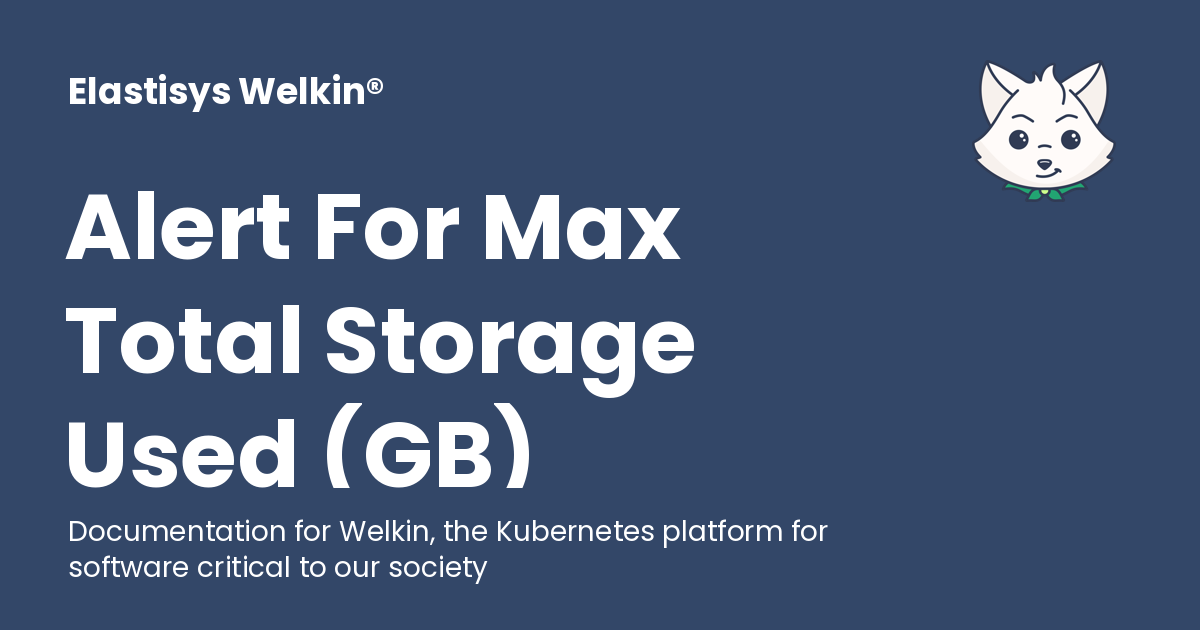 Elastisys Welkin®
Alert For Max
Total Storage
Used (GB)
Documentation for Welkin, the Kubernetes platform for
software critical to our society